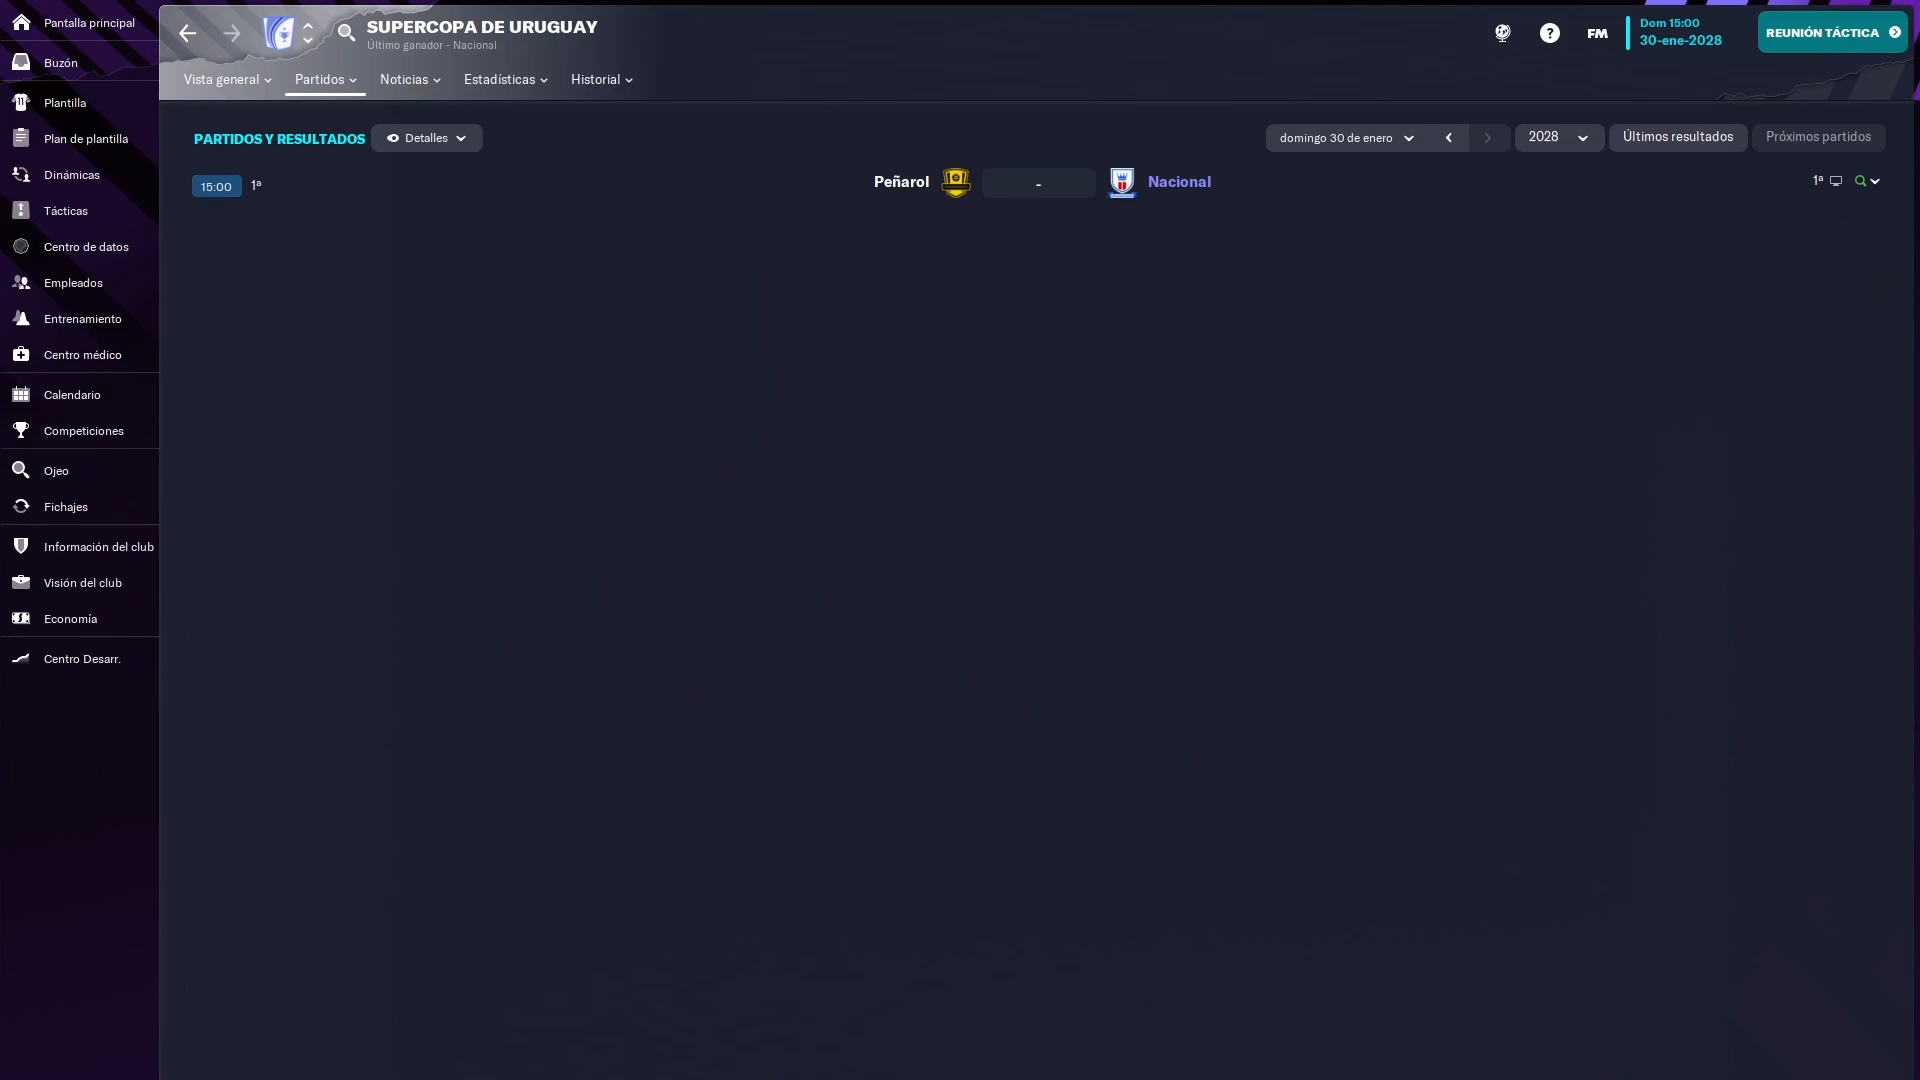 Pantalla principal
Buzón
Plantilla
Plan de plantilla
Dinámicas
Tácticas
Centro de datos
Empleados
Entrenamiento
Centro médico
Calendario
Competiciones
Ojeo
Fichajes
Información del club
Visión del club
Economía
Centro Desarr.
SUPERCOPA DE URUGUAY
Último ganador - Nacional
? FM
Dom 15:00
30-ene-2028
REUNIÓN TÁCTICA
Vista general Partidos Noticias Estadísticas Historial
PARTIDOS Y RESULTADOS Detalles domingo 30 de enero 2028 Últimos resultados Próximos partidos
15:00 1ª Peñarol - Nacional 1ª